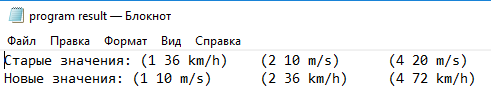 program result — Блокнот
Файл Правка Формат Вид Справка
Старые значения: (1 36 km/h) (2 10 m/s) (4 20 m/s)
Новые значения: (1 10 m/s) (2 36 km/h) (4 72 km/h)